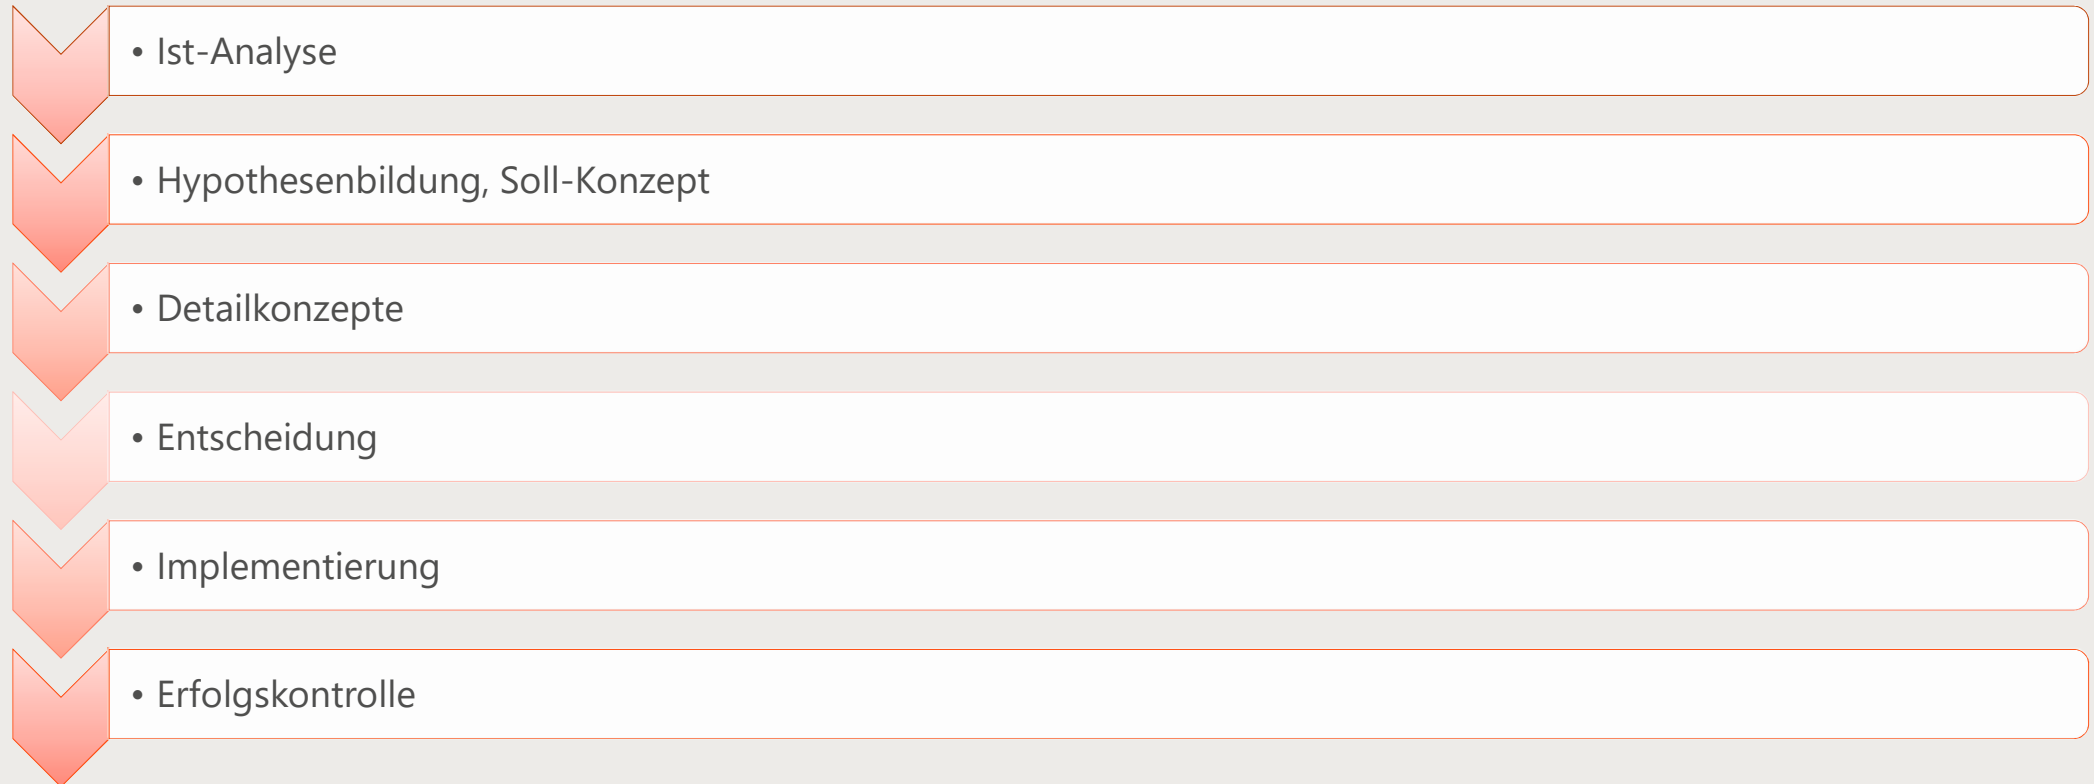 • Ist-Analyse
• Hypothesenbildung, Soll-Konzept
• Detailkonzepte
• Entscheidung
• Implementierung
• Erfolgskontrolle